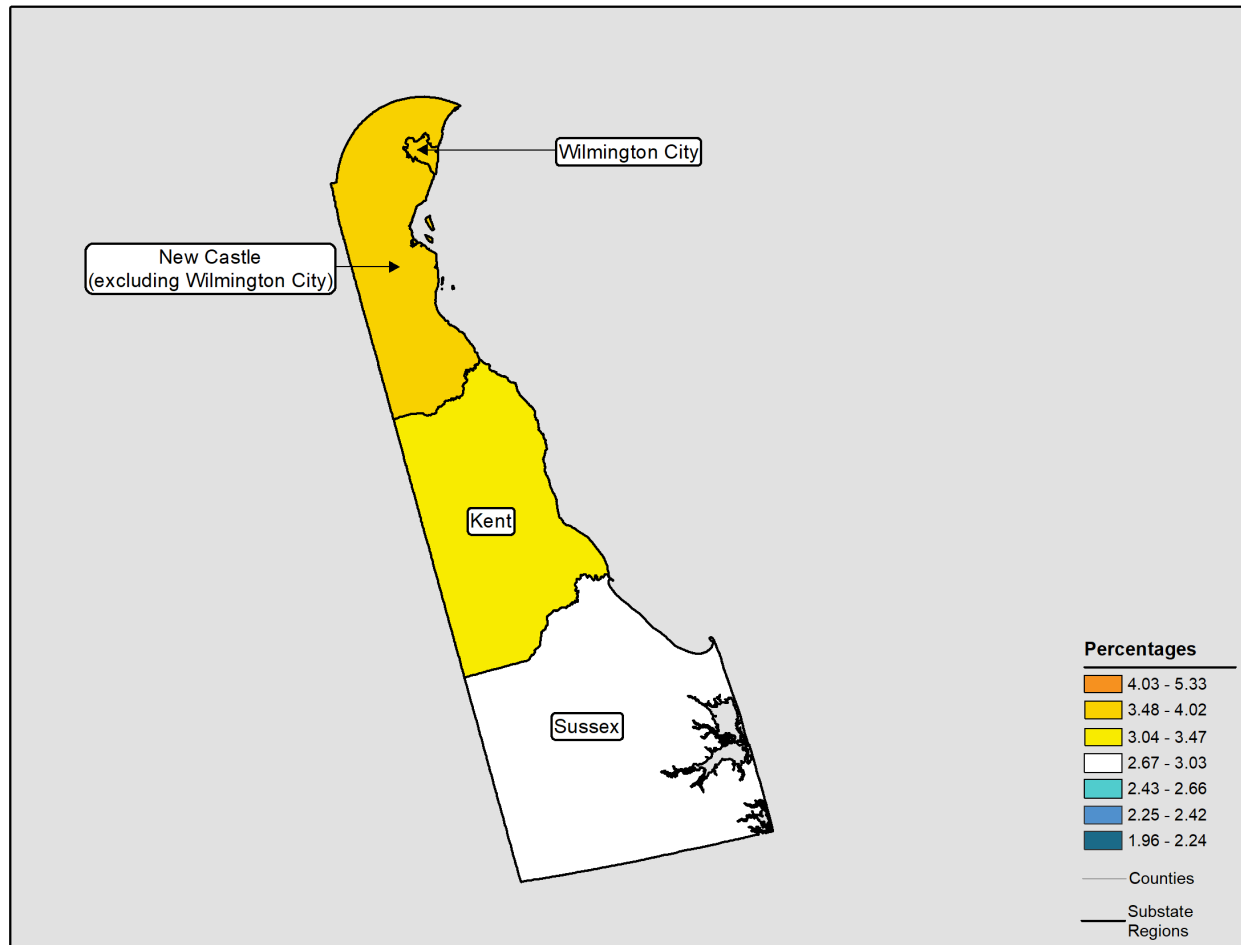 Wilmington City
New Castle
(excluding Wilmington City)
Kent
Sussex
Percentages
4.03 - 5.33
3.48 - 4.02
3.04 - 3.47
2.67 - 3.03
2.43 - 2.66
2.25 - 2.42
1.96 - 2.24
Counties
Substate
Regions